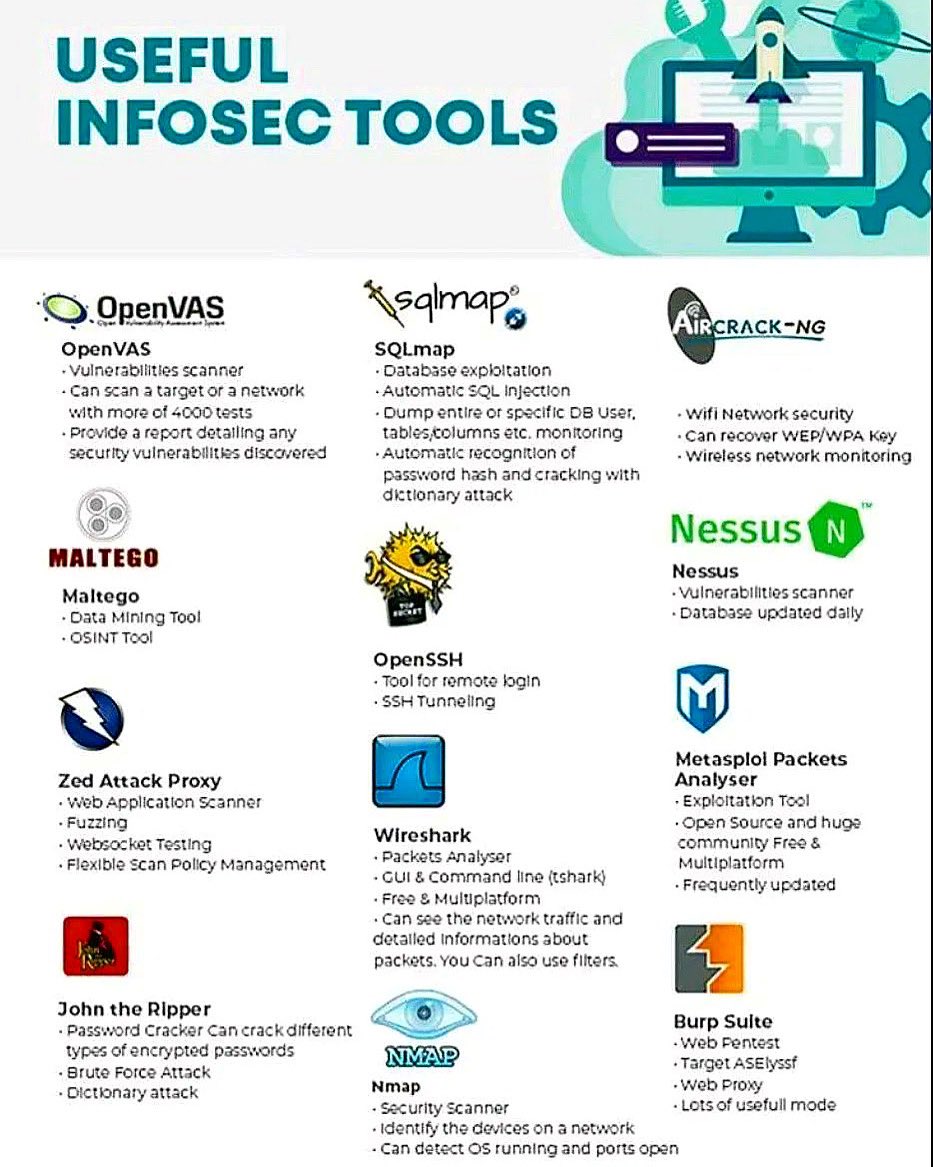 USEFUL
INFOSEC TOOLS
OpenVAS
Open Vulnerability Assessment System
OpenVAS
· Vulnerabilities scanner
· Can scan a target or a network
with more of 4000 tests
· Provide a report detailing any
security vulnerabilities discovered
MALTEGO
Maltego
· Data Mining Tool
· OSINT Tool
Zed Attack Proxy
· Web Application Scanner
· Fuzzing
· Websocket Testing
· Flexible Scan Policy Management
John the Ripper
John the Ripper
· Password Cracker Can crack different
types of encrypted passwords
· Brute Force Attack
· Dictionary attack
sqlmap®
SQLmap
· Database exploitation
· Automatic SQL injection
· Dump entire or specific DB User,
tables/columns etc. monitoring
· Automatic recognition of
password hash and cracking with
dictionary attack
TOP
SECRET
OpenSSH
· Tool for remote login
· SSH Tunneling
Wireshark
· Packets Analyser
· GUI & Command line (tshark)
· Free & Multiplatform
· Can see the network traffic and
detailed informations about
packets. You Can also use filters.
NMAP
Nmap
· Security Scanner
· Identify the devices on a network
· Can detect OS running and ports open
AIRCRACK-NG
· Wifi Network security
· Can recover WEP/WPA Key
· Wireless network monitoring
Nessus N™
Nessus
· Vulnerabilities scanner
· Database updated daily
M
Metasplol Packets
Analyser
· Exploitation Tool
· Open Source and huge
community Free &
Multiplatform
· Frequently updated
Burp Suite
· Web Pentest
· Target ASElyssf
· Web Proxy
· Lots of usefull mode